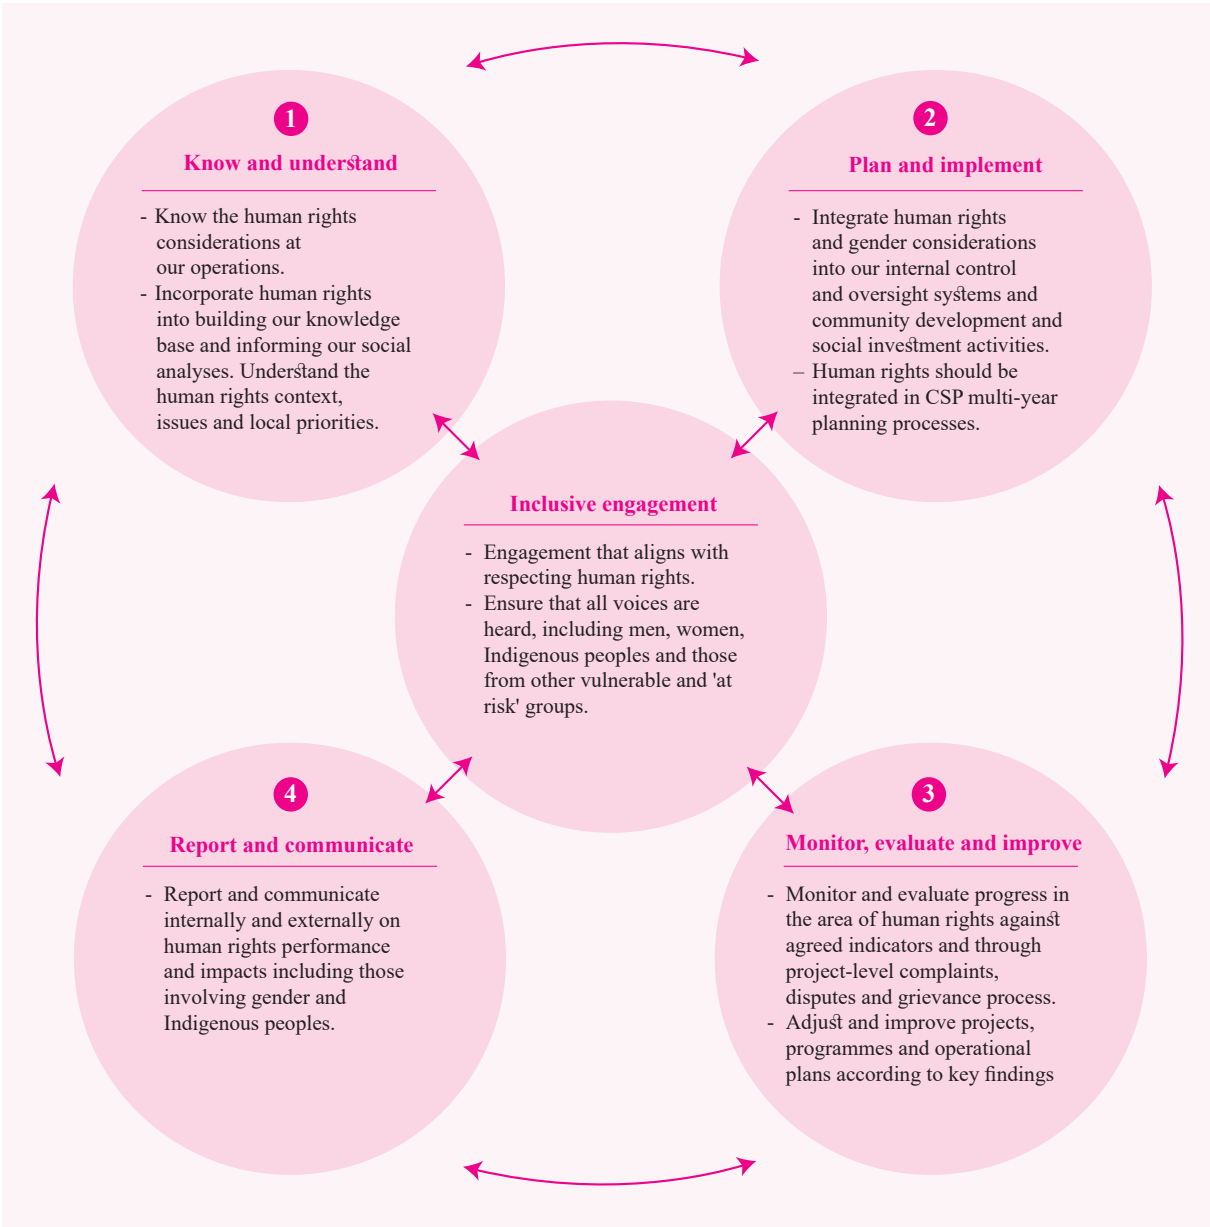 1
Know and understand
- Know the human rights
considerations at
our operations.
- Incorporate human rights
into building our knowledge
base and informing our social
analyses. Understand the
human rights context,
issues and local priorities.
2
Plan and implement
- Integrate human rights
and gender considerations
into our internal control
and oversight systems and
community development and
social investment activities.
– Human rights should be
integrated in CSP multi-year
planning processes.
Inclusive engagement
- Engagement that aligns with
respecting human rights.
- Ensure that all voices are
heard, including men, women,
Indigenous peoples and those
from other vulnerable and 'at
risk' groups.
4
Report and communicate
- Report and communicate
internally and externally on
human rights performance
and impacts including those
involving gender and
Indigenous peoples.
3
Monitor, evaluate and improve
- Monitor and evaluate progress in
the area of human rights against
agreed indicators and through
project-level complaints,
disputes and grievance process.
- Adjust and improve projects,
programmes and operational
plans according to key findings